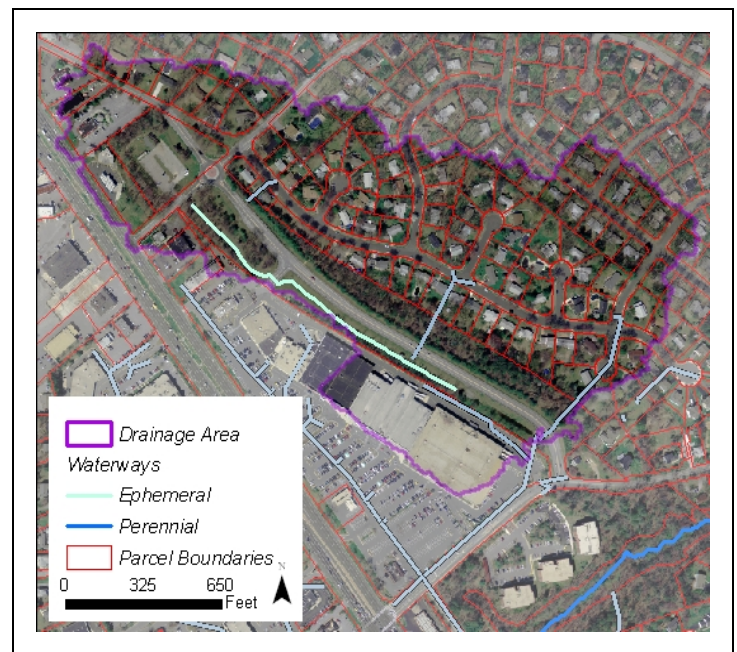 Drainage Area
Waterways
Ephemeral
Perennial
Parcel Boundaries
N
0 325 650
Feet